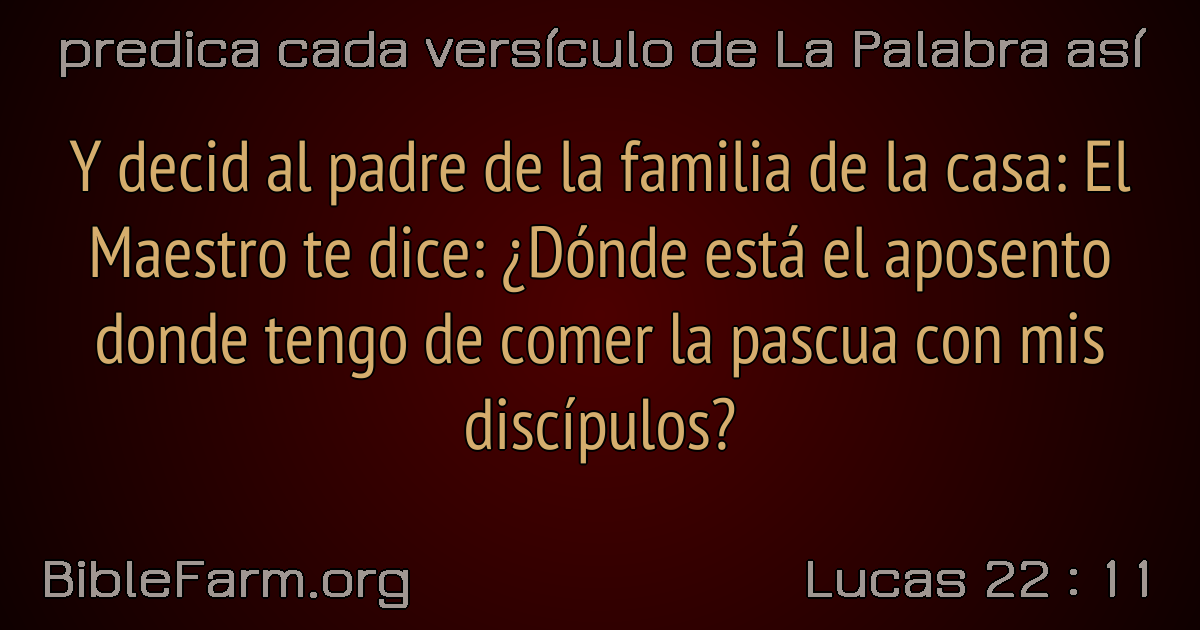 predica cada versículo de La Palabra así
Y decid al padre de la familia de la casa: El
Maestro te dice: ¿Dónde está el aposento
donde tengo de comer la pascua con mis
discípulos?
BibleFarm.org
Lucas 22 : 11